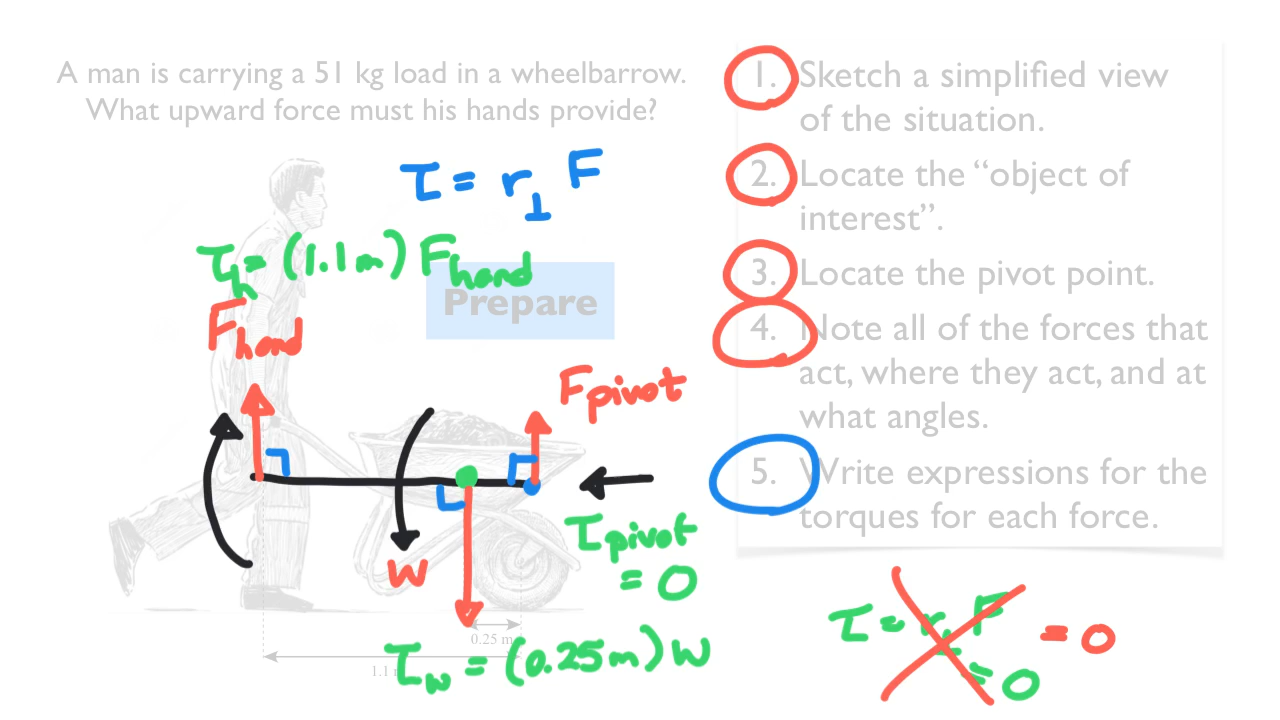 A man is carrying a 51 kg load in a wheelbarrow.
What upward force must his hands provide?
1. Sketch a simplified view
of the situation.
2. Locate the “object of
interest”.
3. Locate the pivot point.
4. Note all of the forces that
act, where they act, and at
what angles.
5. Write expressions for the
torques for each force.
τ = r⊥ F
τh = (1.1m) Fhand
Prepare
Fhand
Fpivot
τpivot
= 0
W
0.25 m
τw = (0.25m) W
τ = r⊥ F = 0
= 0